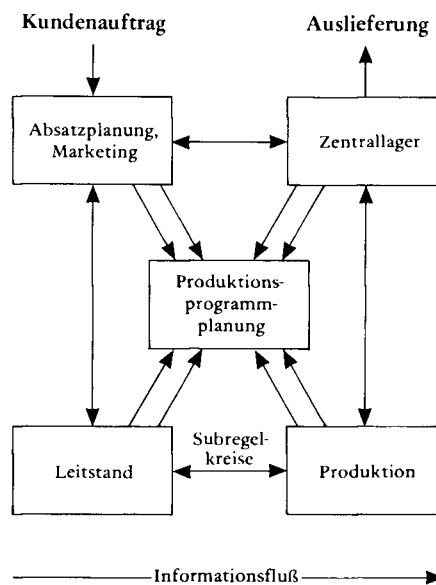 Kundenauftrag
Auslieferung
Absatzplanung,
Marketing
Zentrallager
Produktions-
programm-
planung
Leitstand
Subregel-
kreise
Produktion
Informationsfluß